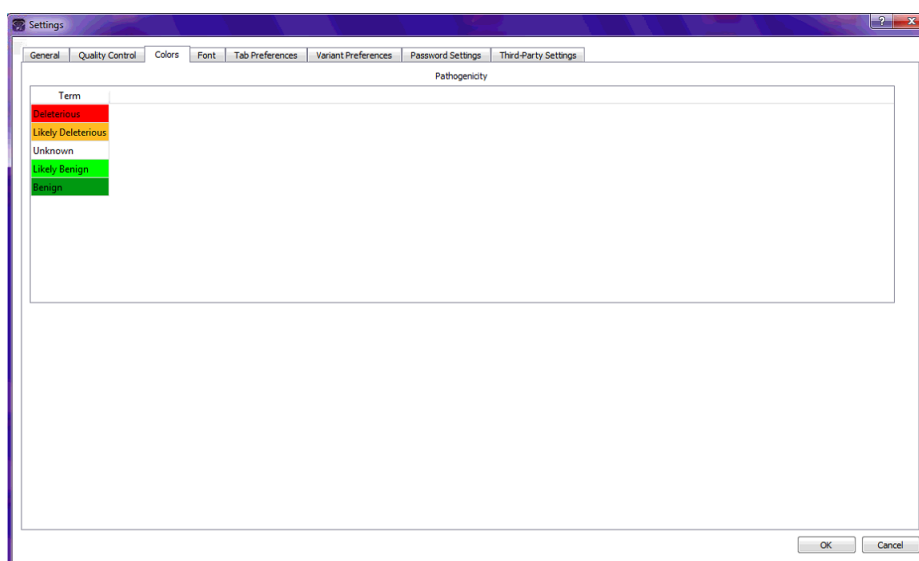 Settings
?
X
General Quality Control Colors Font Tab Preferences Variant Preferences Password Settings Third-Party Settings
Pathogenicity
Term
Deleterious
Likely Deleterious
Unknown
Likely Benign
Benign
OK Cancel